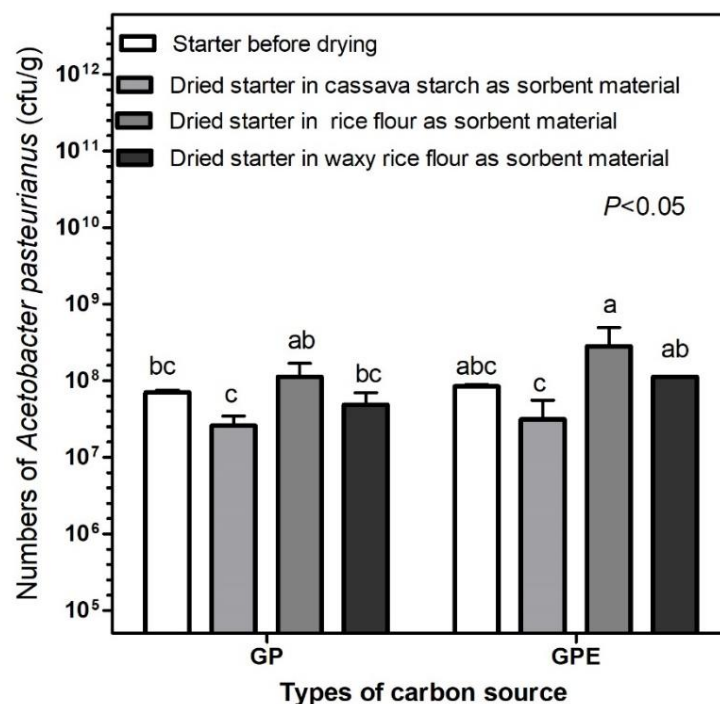 Starter before drying
Dried starter in cassava starch as sorbent material
Dried starter in rice flour as sorbent material
Dried starter in waxy rice flour as sorbent material
P<0.05
Numbers of Acetobacter pasteurianus (cfu/g)
10¹²
10¹¹
10¹⁰
10⁹
10⁸
10⁷
10⁶
10⁵
bc
c
ab
bc
abc
c
a
ab
GP
GPE
Types of carbon source